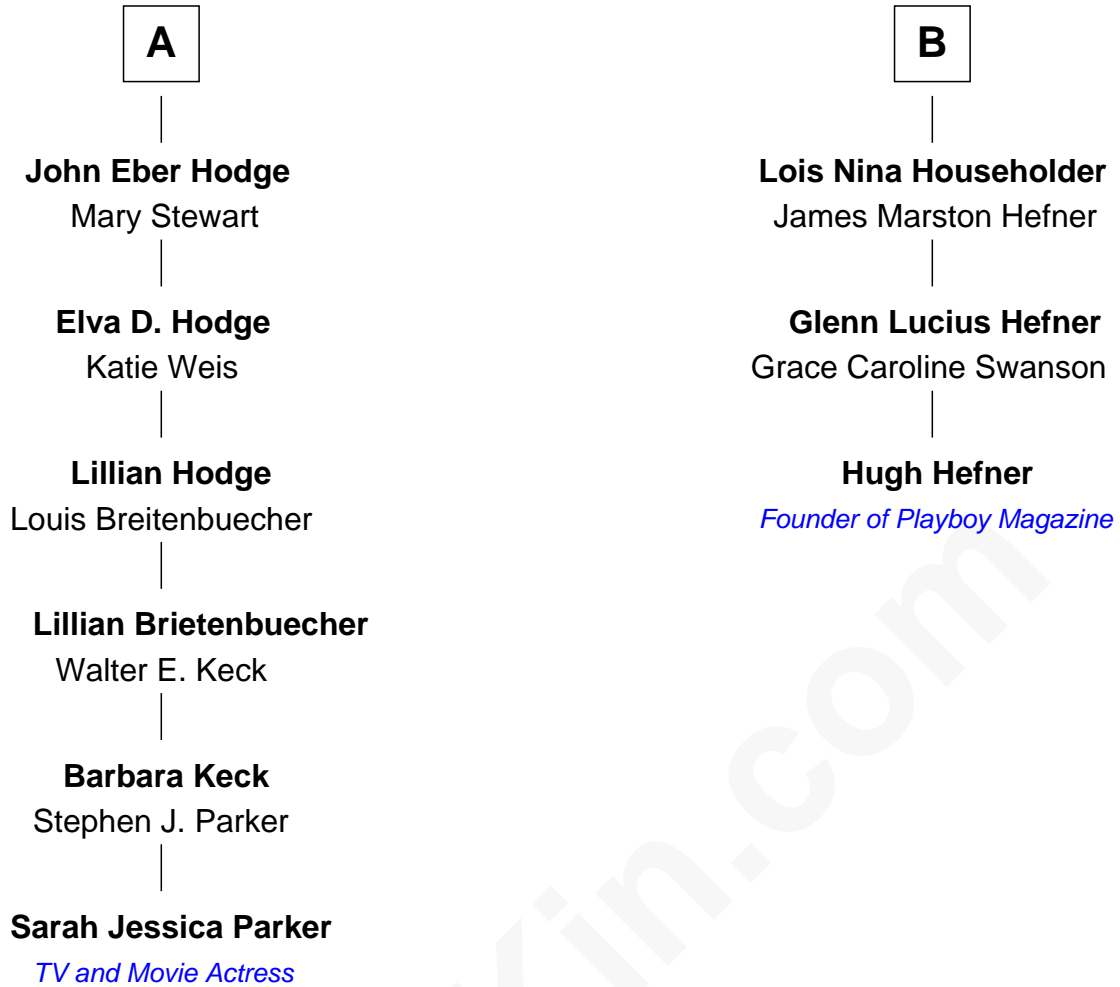 A
John Eber Hodge
Mary Stewart
Elva D. Hodge
Katie Weis
Lillian Hodge
Louis Breitenbuecher
Lillian Brietenbuecher
Walter E. Keck
Barbara Keck
Stephen J. Parker
Sarah Jessica Parker
TV and Movie Actress
B
Lois Nina Householder
James Marston Hefner
Glenn Lucius Hefner
Grace Caroline Swanson
Hugh Hefner
Founder of Playboy Magazine
Kin.com